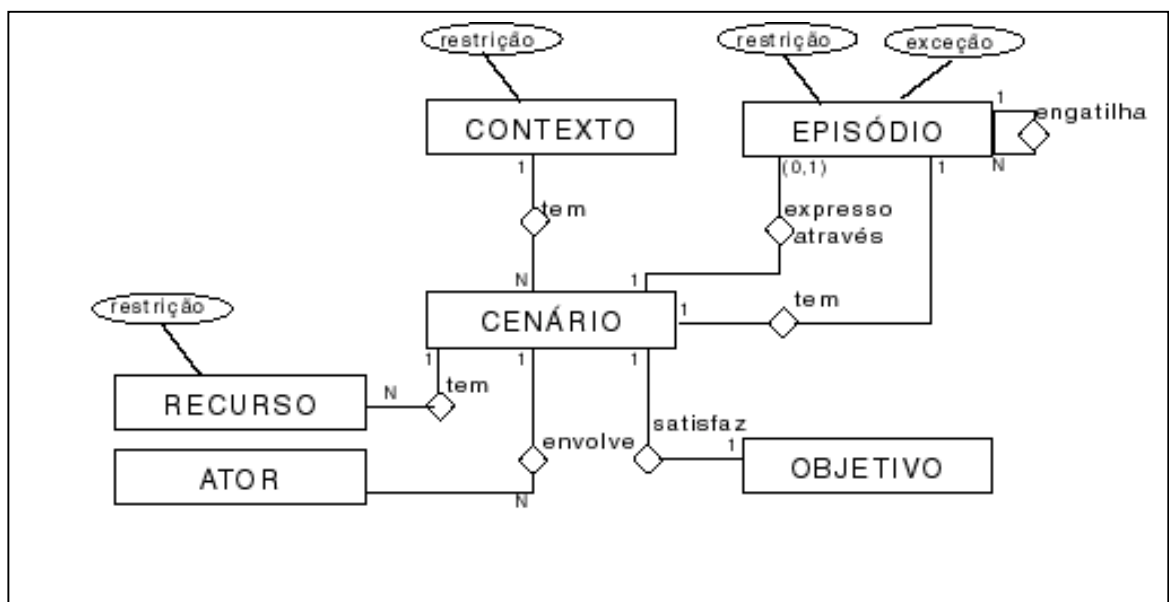 restrição
restrição
exceção
CONTEXTO
EPISÓDIO
1
engatilha
N
1
(0,1)
1
tem
expresso
através
N
1
CENÁRIO
1
tem
restrição
1
1
1
RECURSO
N
tem
ATOR
envolve
N
satisfaz
1
OBJETIVO